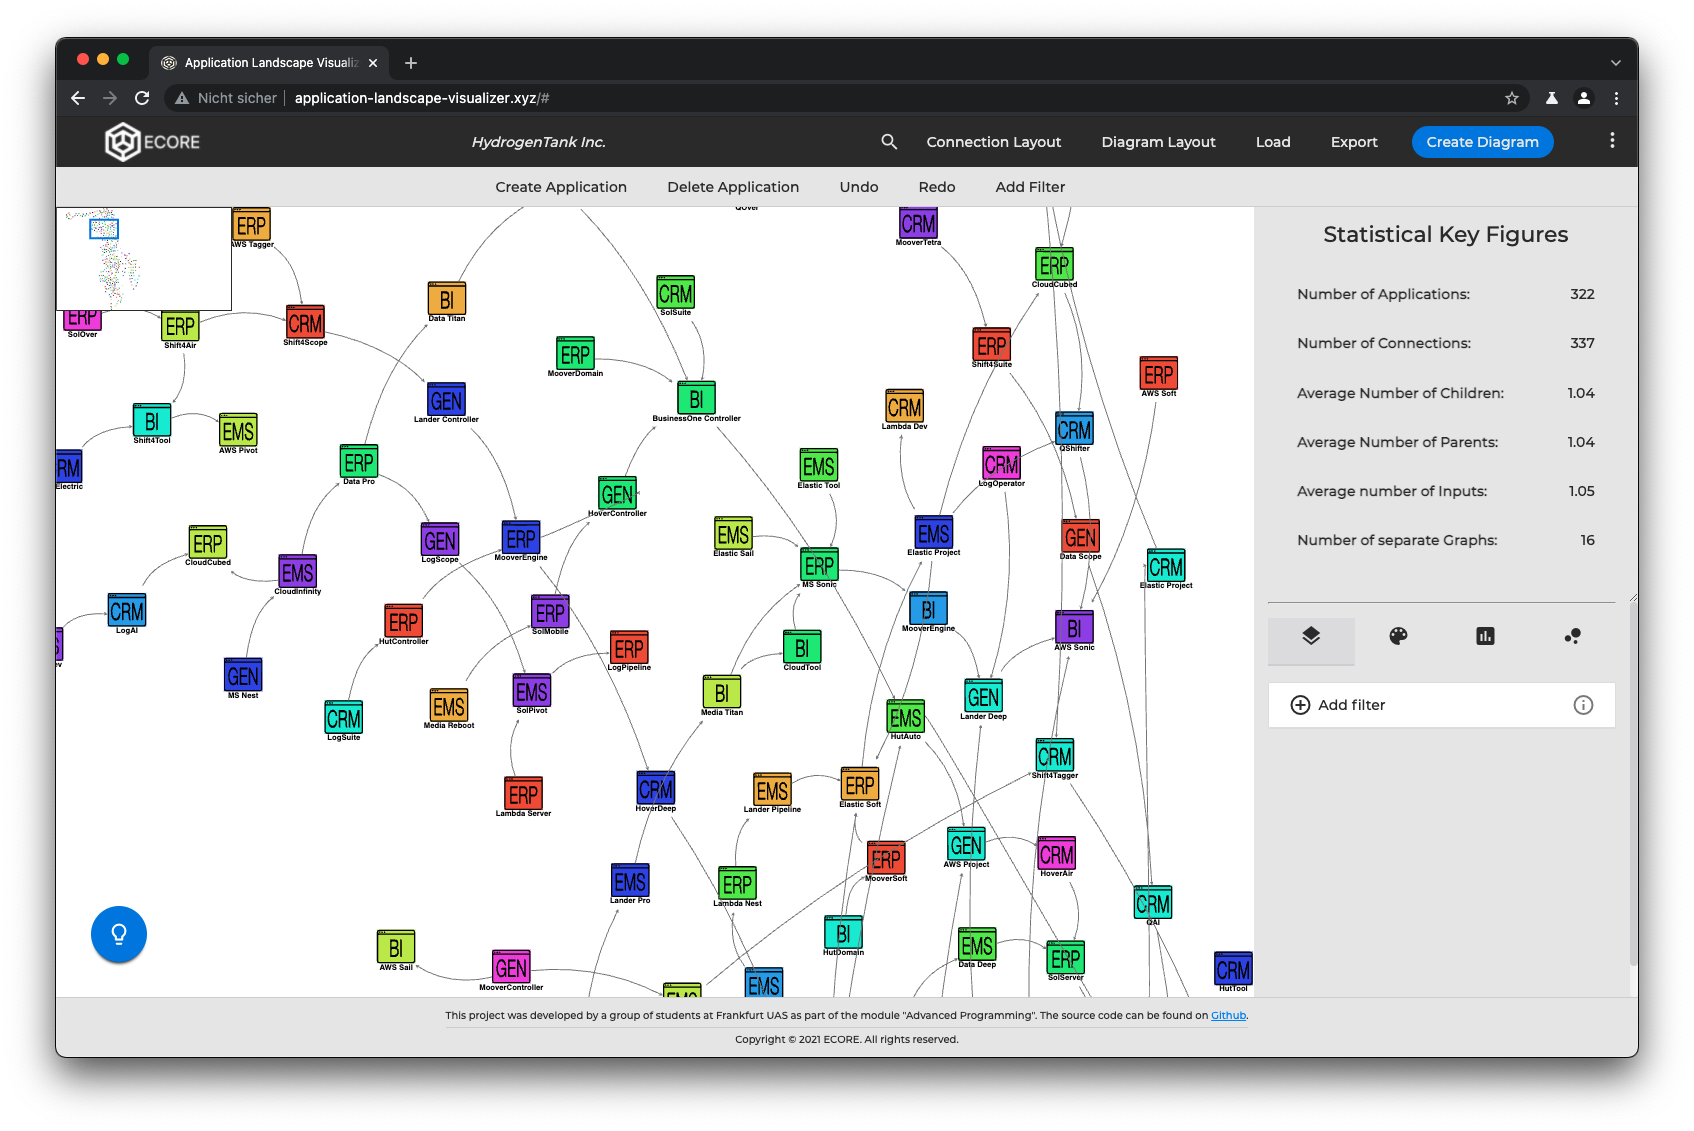 Application Landscape Visualiz
Nicht sicher
application-landscape-visualizer.xyz/#
ECORE
HydrogenTank Inc.
Connection Layout
Diagram Layout
Load
Export
Create Diagram
Create Application
Delete Application
Undo
Redo
Add Filter
Statistical Key Figures
Number of Applications: 322
Number of Connections: 337
Average Number of Children: 1.04
Average Number of Parents: 1.04
Average number of Inputs: 1.05
Number of separate Graphs: 16
Add filter
QOver
ERP
AWS Tagger
CRM
MooverTetra
ERP
CloudCubed
BI
Data Titan
CRM
SolSuite
ERP
SolOver
ERP
Shift4Air
CRM
Shift4Scope
ERP
MooverDomain
ERP
Shift4Suite
ERP
AWS Soft
GEN
Lander Controller
BI
BusinessOne Controller
CRM
Lambda Dev
BI
Shift4Tool
EMS
AWS Pivot
CRM
QShifter
RM
Electric
ERP
Data Pro
EMS
Elastic Tool
CRM
LogOperator
GEN
HoverController
ERP
CloudCubed
GEN
LogScope
ERP
MooverEngine
EMS
Elastic Sail
EMS
Elastic Project
GEN
Data Scope
EMS
CloudInfinity
ERP
MS Sonic
CRM
Elastic Project
CRM
LogAI
ERP
HutController
ERP
SolMobile
BI
MooverEngine
BI
AWS Sonic
ev
GEN
MS Nest
ERP
LogPipeline
BI
CloudTool
CRM
LogSuite
EMS
Media Reboot
EMS
SolPivot
BI
Media Titan
GEN
Lander Deep
EMS
HutAuto
CRM
Shift4Tagger
ERP
Lambda Server
CRM
HoverDeep
EMS
Lander Pipeline
ERP
Elastic Soft
ERP
MooverSoft
GEN
AWS Project
CRM
HoverAir
EMS
Lander Pro
ERP
Lambda Nest
CRM
QAI
BI
AWS Sail
GEN
MooverController
BI
HutDomain
EMS
Data Deep
ERP
SolServer
CRM
HutTool
EMS
EMS
This project was developed by a group of students at Frankfurt UAS as part of the module "Advanced Programming". The source code can be found on Github.
Copyright © 2021 ECORE. All rights reserved.